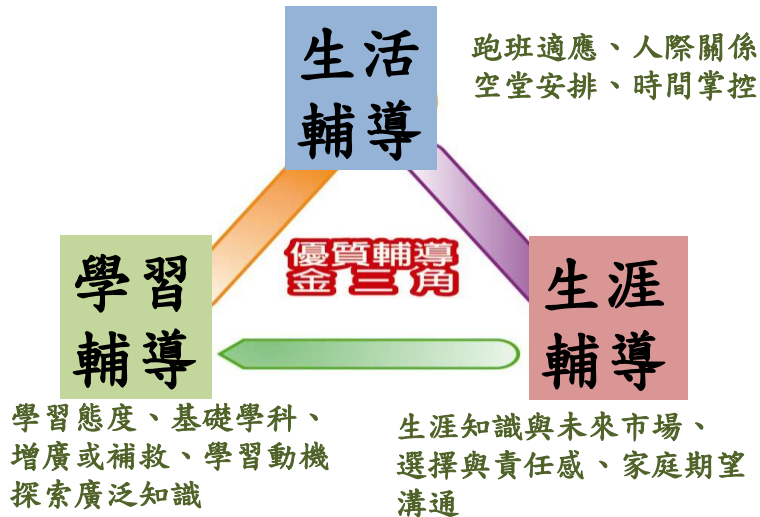 生活
輔導
跑班適應、人際關係
空堂安排、時間掌控
優質輔導
金三角
學習
輔導
生涯
輔導
學習態度、基礎學科、
增廣或補救、學習動機
探索廣泛知識
生涯知識與未來市場、
選擇與責任感、家庭期望
溝通